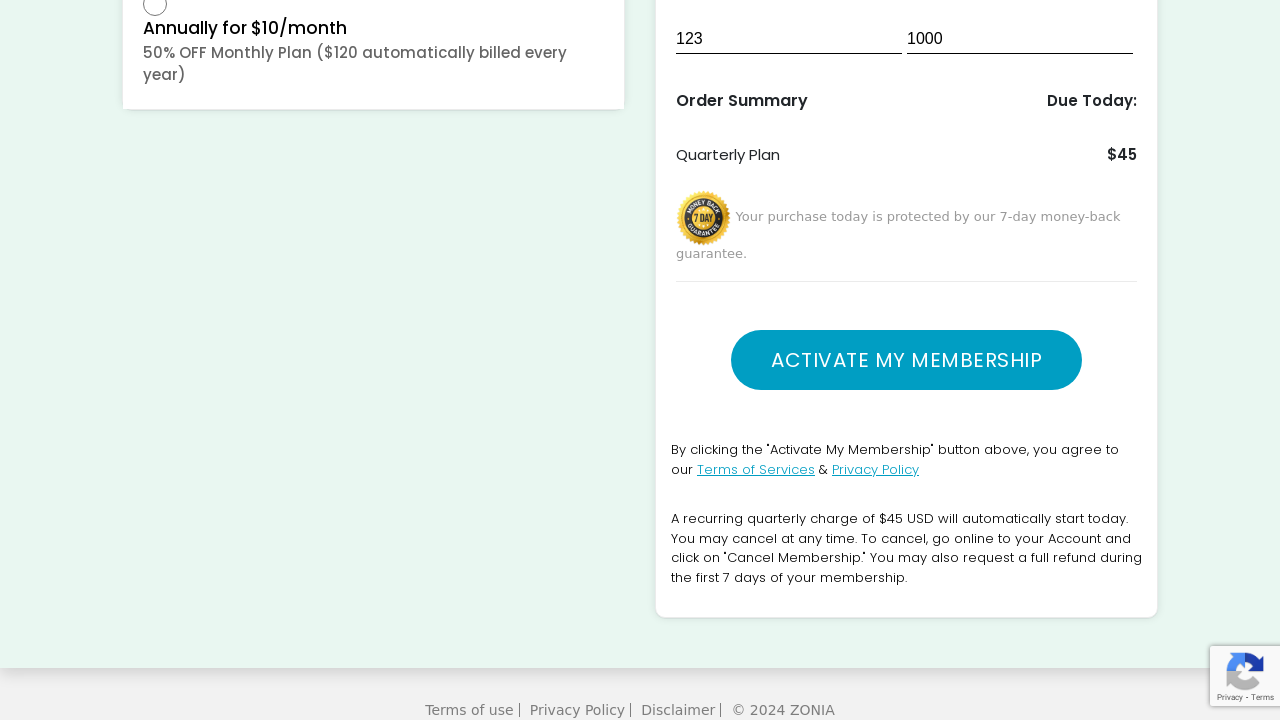 Annually for $10/month
50% OFF Monthly Plan ($120 automatically billed every
year)
123 1000
Order Summary Due Today:
Quarterly Plan $45
MONEY BACK
7 DAY
GUARANTEE
Your purchase today is protected by our 7-day money-back
guarantee.
ACTIVATE MY MEMBERSHIP
By clicking the "Activate My Membership" button above, you agree to
our Terms of Services & Privacy Policy
A recurring quarterly charge of $45 USD will automatically start today.
You may cancel at any time. To cancel, go online to your Account and
click on "Cancel Membership." You may also request a full refund during
the first 7 days of your membership.
Privacy - Terms
Terms of use | Privacy Policy | Disclaimer | © 2024 ZONIA